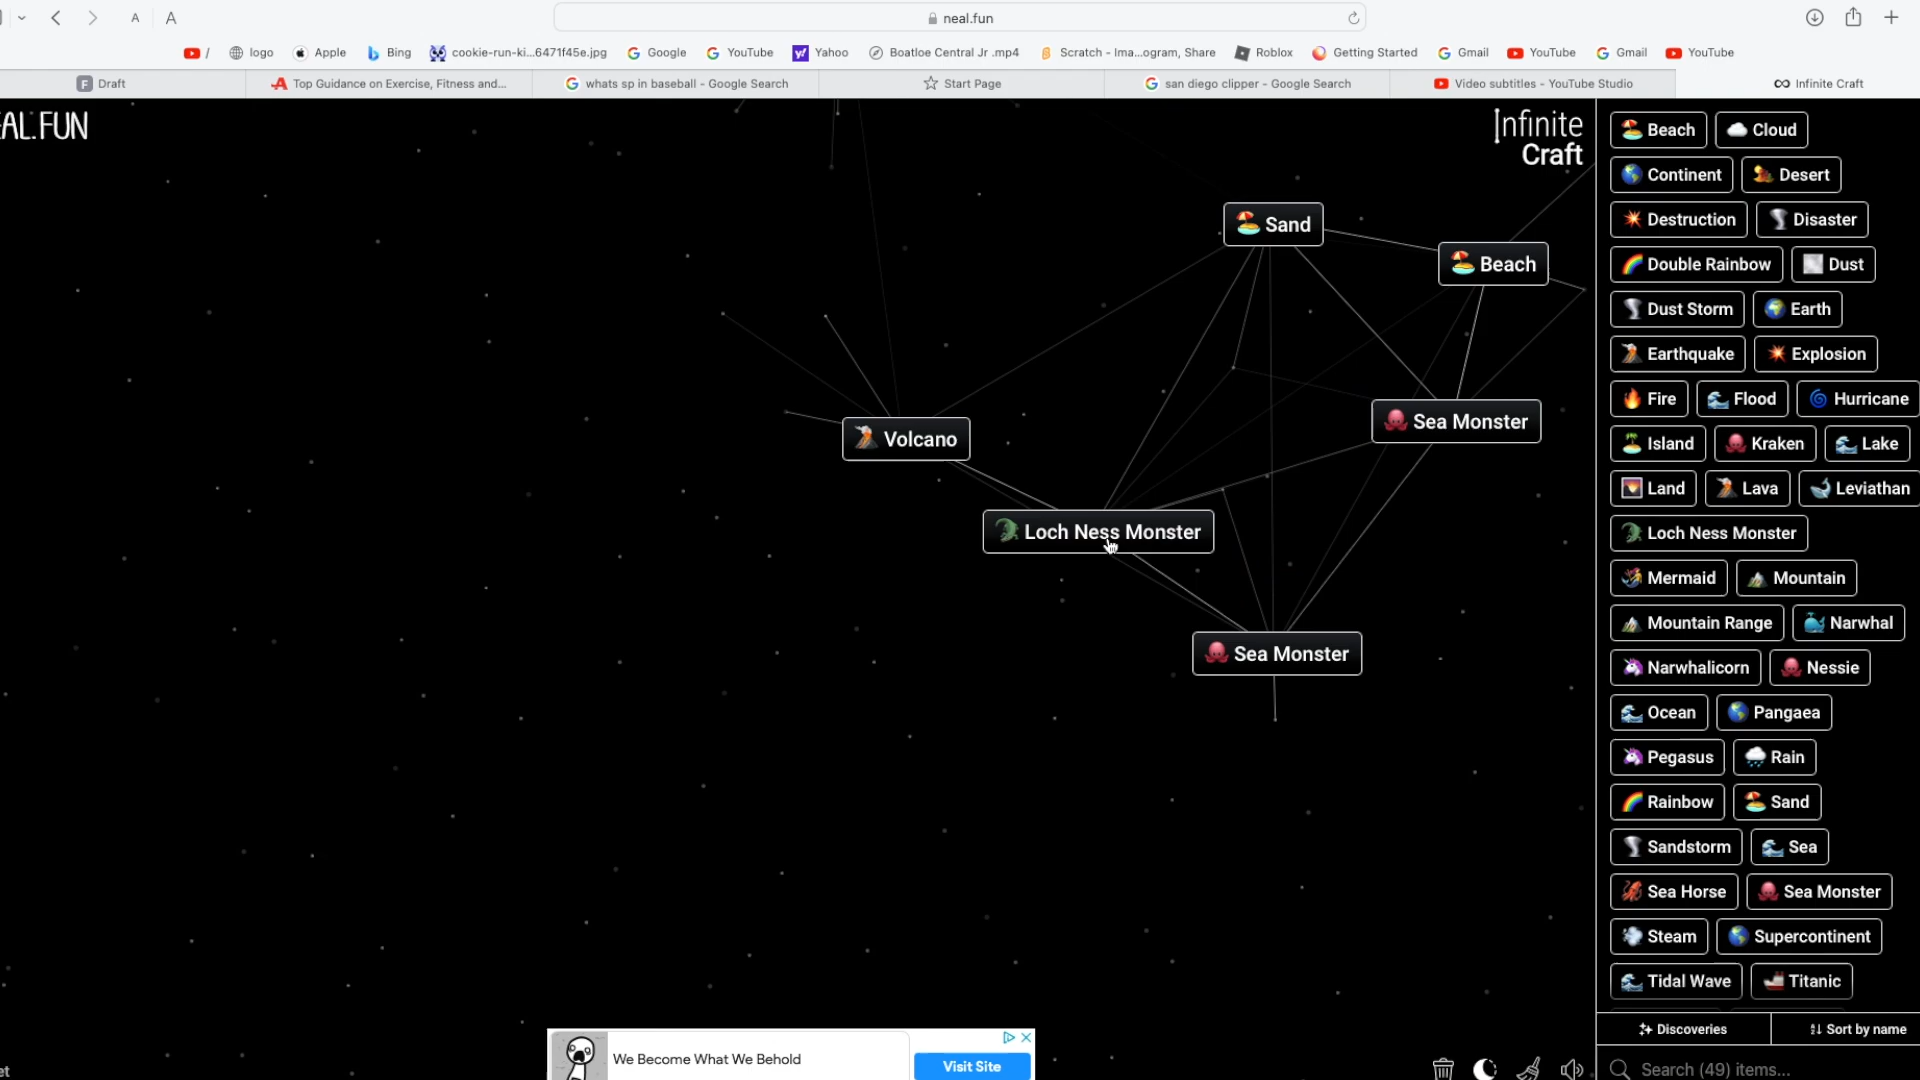 A A neal.fun
/ logo Apple Bing cookie-run-ki...6471f45e.jpg Google YouTube Yahoo Boatloe Central Jr .mp4 Scratch - Ima...ogram, Share Roblox Getting Started Gmail YouTube Gmail YouTube
Draft Top Guidance on Exercise, Fitness and... whats sp in baseball - Google Search Start Page san diego clipper - Google Search Video subtitles - YouTube Studio Infinite Craft
AL.FUN
Infinite
Craft
Sand
Beach
Volcano
Sea Monster
Loch Ness Monster
Sea Monster
Beach Cloud
Continent Desert
Destruction Disaster
Double Rainbow Dust
Dust Storm Earth
Earthquake Explosion
Fire Flood Hurricane
Island Kraken Lake
Land Lava Leviathan
Loch Ness Monster
Mermaid Mountain
Mountain Range Narwhal
Narwhalicorn Nessie
Ocean Pangaea
Pegasus Rain
Rainbow Sand
Sandstorm Sea
Sea Horse Sea Monster
Steam Supercontinent
Tidal Wave Titanic
Discoveries Sort by name
Search (49) items...
We Become What We Behold
Visit Site
et